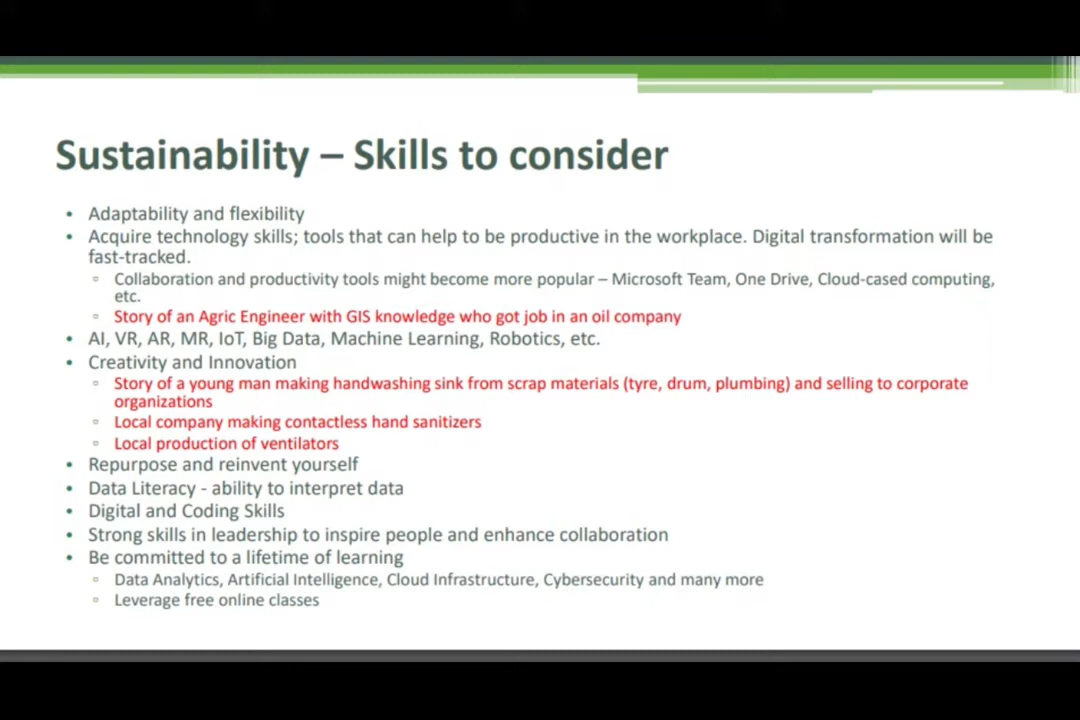 Sustainability – Skills to consider
• Adaptability and flexibility
• Acquire technology skills; tools that can help to be productive in the workplace. Digital transformation will be
fast-tracked.
▫ Collaboration and productivity tools might become more popular – Microsoft Team, One Drive, Cloud-cased computing,
etc.
▫ Story of an Agric Engineer with GIS knowledge who got job in an oil company
• AI, VR, AR, MR, IoT, Big Data, Machine Learning, Robotics, etc.
• Creativity and Innovation
▫ Story of a young man making handwashing sink from scrap materials (tyre, drum, plumbing) and selling to corporate
organizations
▫ Local company making contactless hand sanitizers
▫ Local production of ventilators
• Repurpose and reinvent yourself
• Data Literacy - ability to interpret data
• Digital and Coding Skills
• Strong skills in leadership to inspire people and enhance collaboration
• Be committed to a lifetime of learning
▫ Data Analytics, Artificial Intelligence, Cloud Infrastructure, Cybersecurity and many more
▫ Leverage free online classes